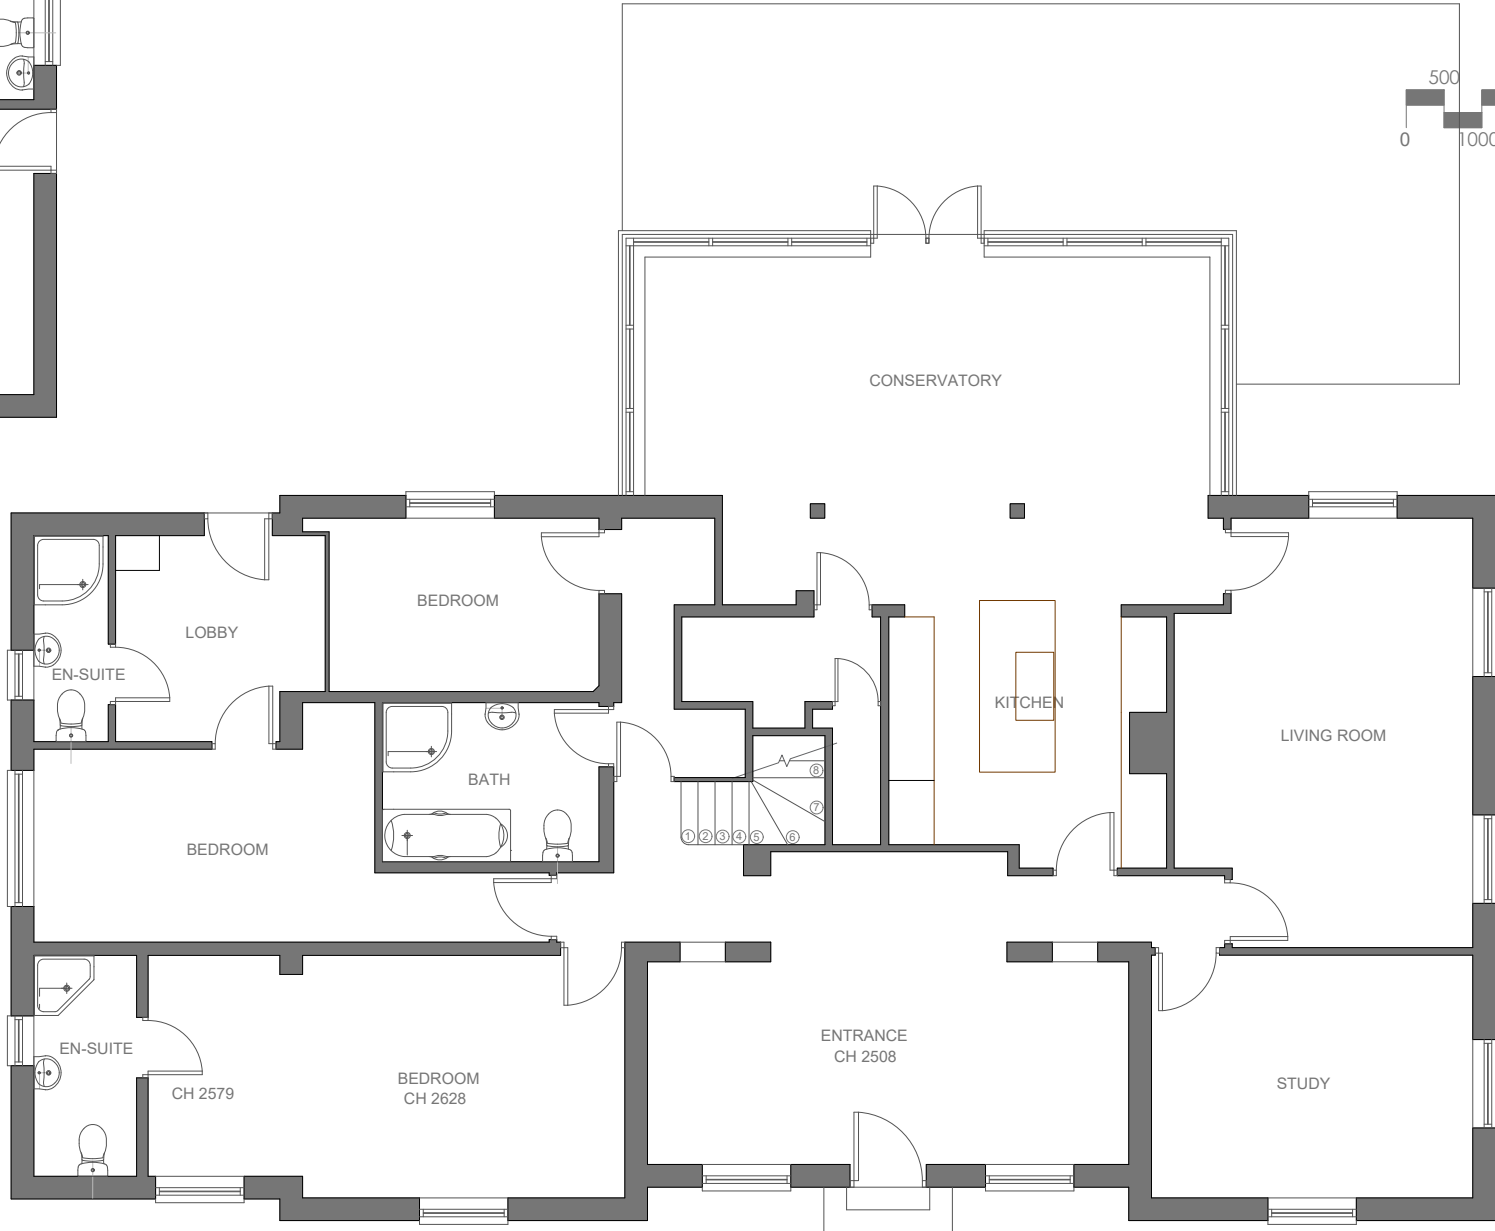 500
0
1000
CONSERVATORY
BEDROOM
LOBBY
EN-SUITE
KITCHEN
LIVING ROOM
BATH
8
7
1 2 3 4 5 6
BEDROOM
ENTRANCE
CH 2508
EN-SUITE
BEDROOM
CH 2628
CH 2579
STUDY